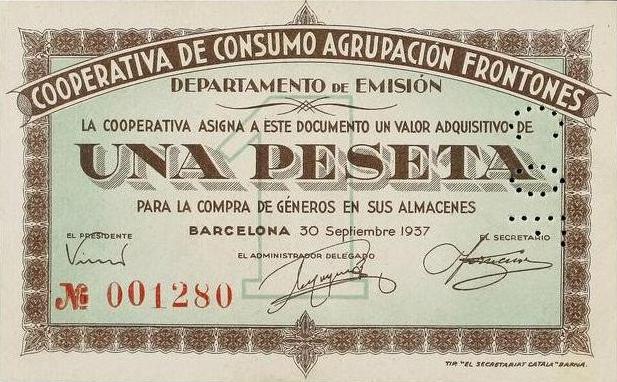 COOPERATIVA DE CONSUMO AGRUPACIÓN FRONTONES
DEPARTAMENTO DE EMISIÓN
1
LA COOPERATIVA ASIGNA A ESTE DOCUMENTO UN VALOR ADQUISITIVO DE
UNA PESETA
PARA LA COMPRA DE GÉNEROS EN SUS ALMACENES
BARCELONA 30 Septiembre 1937
EL PRESIDENTE
EL SECRETARIO
EL ADMINISTRADOR DELEGADO
Nº 001280
TIP. "EL SECRETARIAT CATALÀ" BARNA.